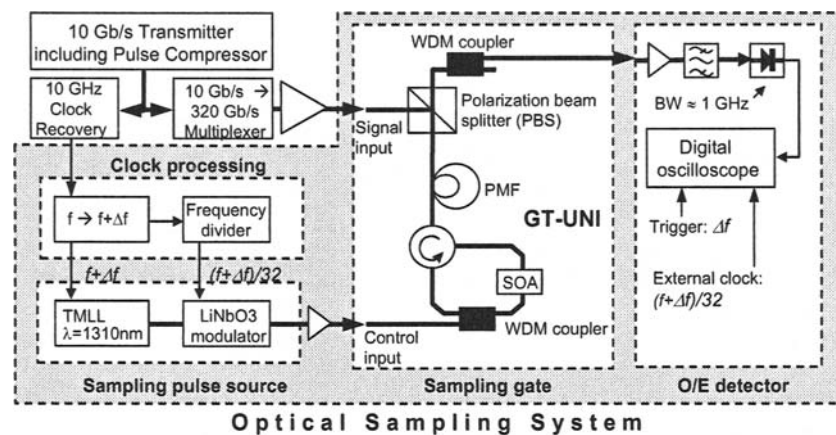 10 Gb/s Transmitter
including Pulse Compressor
10 GHz
Clock
Recovery
10 Gb/s →
320 Gb/s
Multiplexer
Signal
input
WDM coupler
Polarization beam
splitter (PBS)
PMF
GT-UNI
SOA
WDM coupler
Control
input
Sampling gate
BW ≈ 1 GHz
Digital
oscilloscope
Trigger: Δf
External clock:
(f+Δf)/32
O/E detector
Clock processing
f → f+Δf
Frequency
divider
f+Δf
(f+Δf)/32
TMLL
λ=1310nm
LiNbO3
modulator
Sampling pulse source
Optical Sampling System